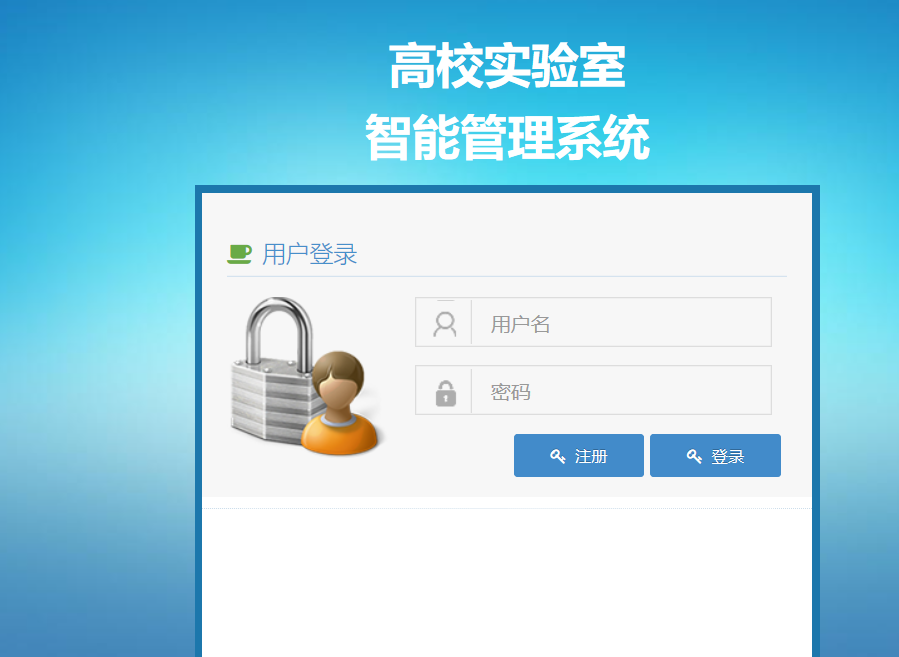 高校实验室
智能管理系统
用户登录
用户名
密码
注册 登录